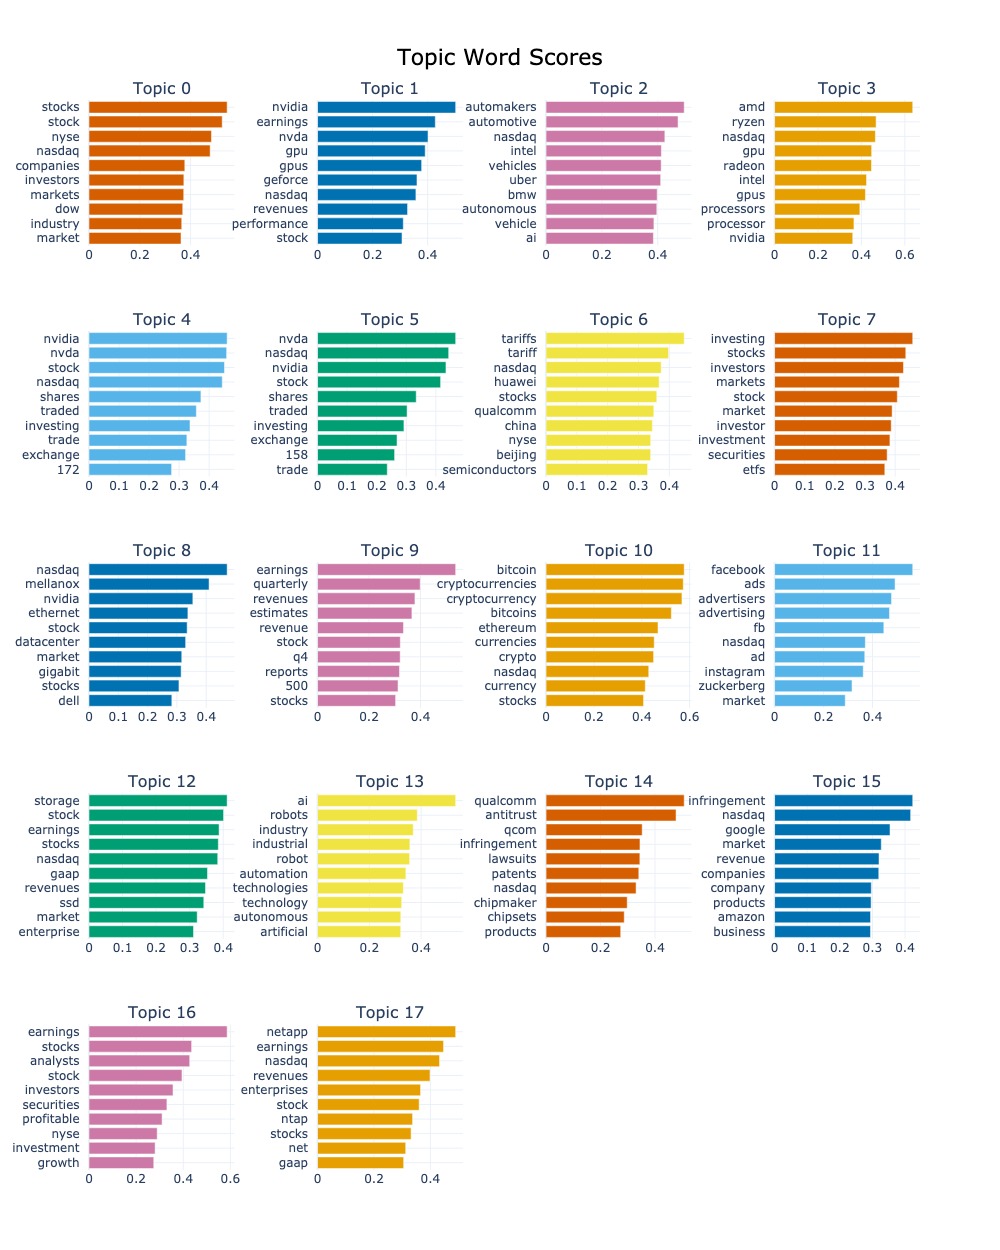 Topic Word Scores
Topic 0
stocks
stock
nyse
nasdaq
companies
investors
markets
dow
industry
market
0 0.2 0.4
Topic 1
nvidia
earnings
nvda
gpu
gpus
geforce
nasdaq
revenues
performance
stock
0 0.2 0.4
Topic 2
automakers
automotive
nasdaq
intel
vehicles
uber
bmw
autonomous
vehicle
ai
0 0.2 0.4
Topic 3
amd
ryzen
nasdaq
gpu
radeon
intel
gpus
processors
processor
nvidia
0 0.2 0.4 0.6
Topic 4
nvidia
nvda
stock
nasdaq
shares
traded
investing
trade
exchange
172
0 0.1 0.2 0.3 0.4
Topic 5
nvda
nasdaq
nvidia
stock
shares
traded
investing
exchange
158
trade
0 0.1 0.2 0.3 0.4
Topic 6
tariffs
tariff
nasdaq
huawei
stocks
qualcomm
china
nyse
beijing
semiconductors
0 0.1 0.2 0.3 0.4
Topic 7
investing
stocks
investors
markets
stock
market
investor
investment
securities
etfs
0 0.1 0.2 0.3 0.4
Topic 8
nasdaq
mellanox
nvidia
ethernet
stock
datacenter
market
gigabit
stocks
dell
0 0.1 0.2 0.3 0.4
Topic 9
earnings
quarterly
revenues
estimates
revenue
stock
q4
reports
500
stocks
0 0.2 0.4
Topic 10
bitcoin
cryptocurrencies
cryptocurrency
bitcoins
ethereum
currencies
crypto
nasdaq
currency
stocks
0 0.2 0.4 0.6
Topic 11
facebook
ads
advertisers
advertising
fb
nasdaq
ad
instagram
zuckerberg
market
0 0.2 0.4
Topic 12
storage
stock
earnings
stocks
nasdaq
gaap
revenues
ssd
market
enterprise
0 0.1 0.2 0.3 0.4
Topic 13
ai
robots
industry
industrial
robot
automation
technologies
technology
autonomous
artificial
0 0.2 0.4
Topic 14
qualcomm
antitrust
qcom
infringement
lawsuits
patents
nasdaq
chipmaker
chipsets
products
0 0.2 0.4
Topic 15
infringement
nasdaq
google
market
revenue
companies
company
products
amazon
business
0 0.1 0.2 0.3 0.4
Topic 16
earnings
stocks
analysts
stock
investors
securities
profitable
nyse
investment
growth
0 0.2 0.4 0.6
Topic 17
netapp
earnings
nasdaq
revenues
enterprises
stock
ntap
stocks
net
gaap
0 0.2 0.4